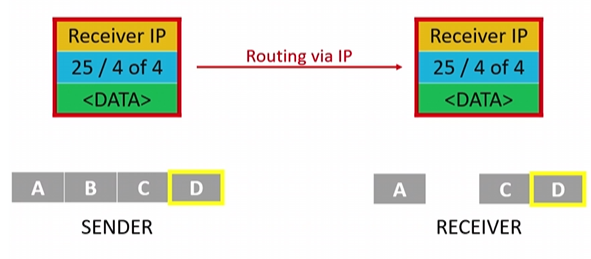 Receiver IP
25 / 4 of 4
<DATA>
Routing via IP
Receiver IP
25 / 4 of 4
<DATA>
A B C D
SENDER
A C D
RECEIVER